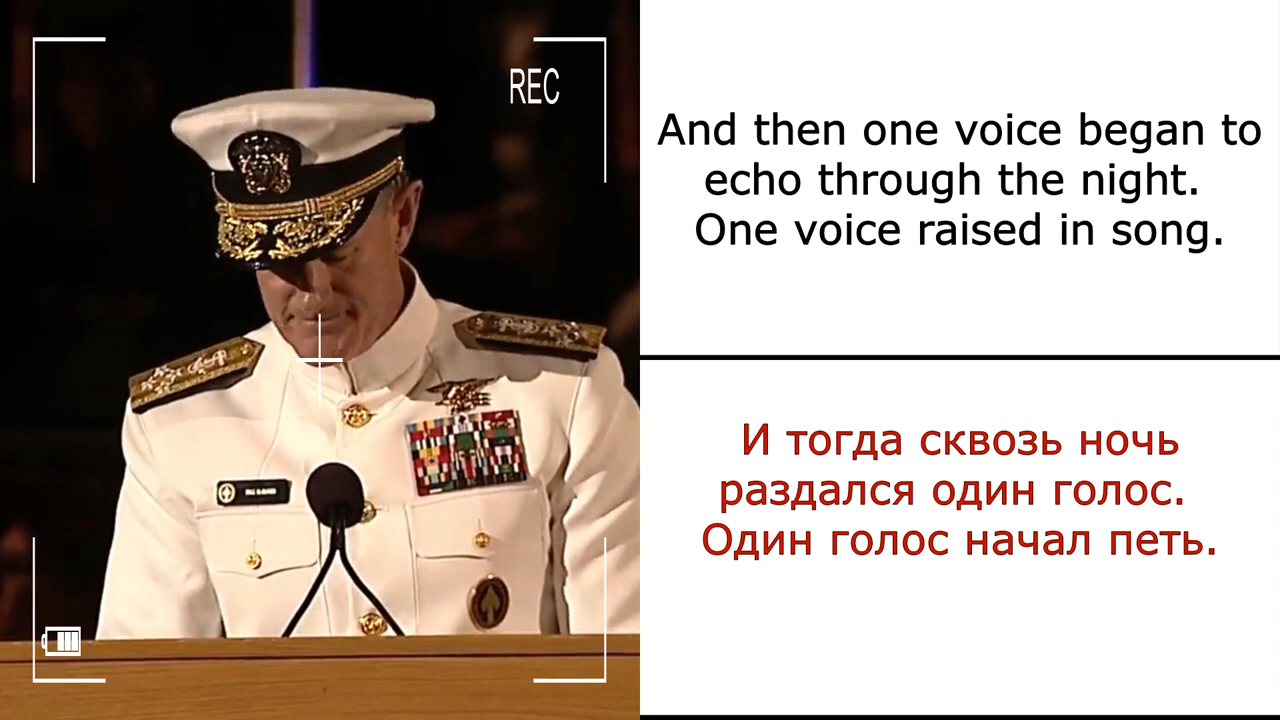 REC
And then one voice began to
echo through the night.
One voice raised in song.
И тогда сквозь ночь
раздался один голос.
Один голос начал петь.